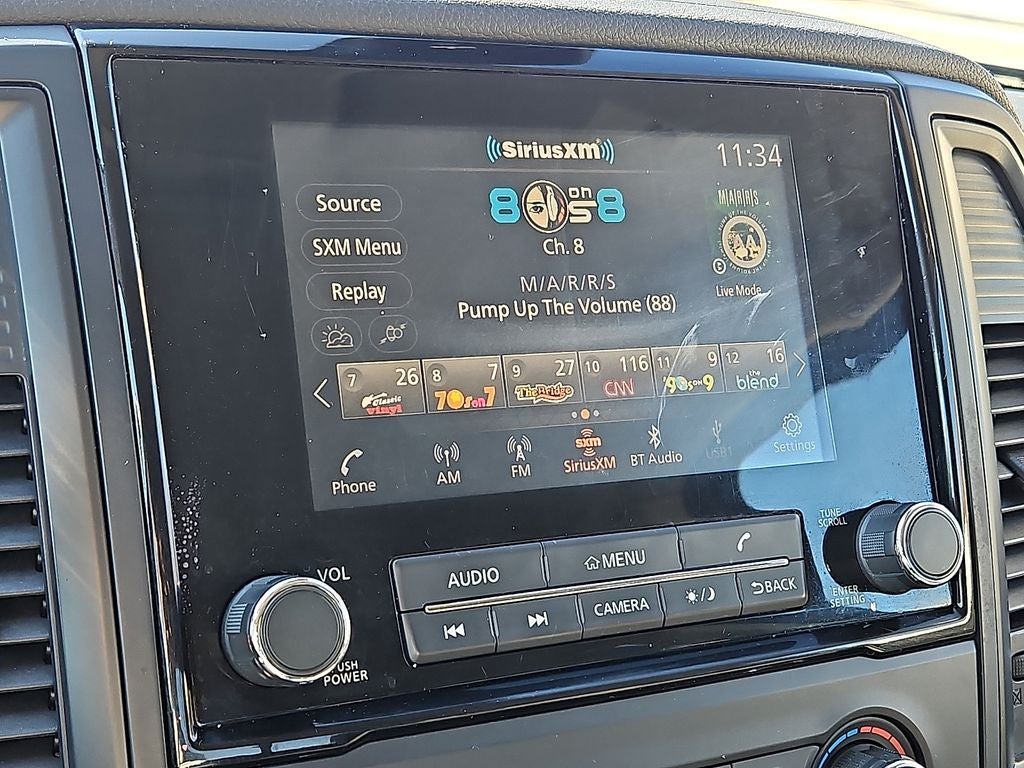 ((SiriusXM))
11:34
Source
80s on 8
M|A|R|R|S
SXM Menu
Ch. 8
Replay
M/A/R/R/S
Live Mode
Pump Up The Volume (88)
7 26 8 7 9 27 10 116 11 9 12 16
Classic vinyl 70s on 7 The Bridge CNN 90s on 9 the blend
Phone AM FM sxm SiriusXM BT Audio USB1 Settings
TUNE
SCROLL
VOL
AUDIO MENU
CAMERA BACK
ENTER
SETTING
PUSH
POWER